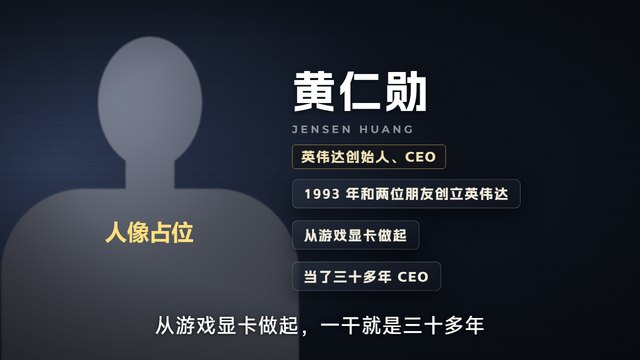 黄仁勋
JENSEN HUANG
英伟达创始人、CEO
1993 年和两位朋友创立英伟达
从游戏显卡做起
当了三十多年 CEO
人像占位
从游戏显卡做起，一干就是三十多年